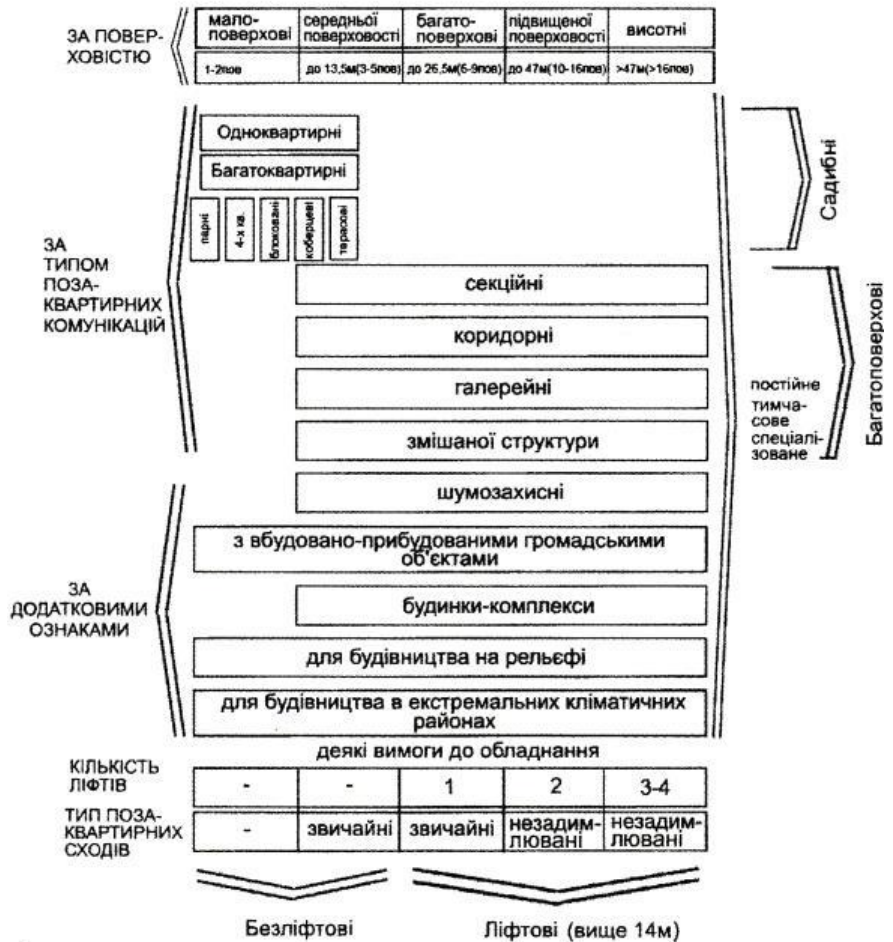 ЗА ПОВЕР-
ХОВІСТЮ
мало-
поверхові
середньої
поверховості
багато-
поверхові
підвищеної
поверховості
висотні
1-2пов
до 13,5м(3-5пов)
до 26,5м(6-9пов)
до 47м(10-16пов)
>47м(>16пов)
ЗА
ТИПОМ
ПОЗА-
КВАРТИРНИХ
КОМУНІКАЦІЙ
Одноквартирні
Багатоквартирні
парні
4-х кв.
блоковані
коберцеві
терасові
секційні
коридорні
галерейні
змішаної структури
Садибні
Багатоповерхові
постійне
тимча-
сове
спеціалі-
зоване
ЗА
ДОДАТКОВИМИ
ОЗНАКАМИ
шумозахисні
з вбудовано-прибудованими громадськими
об'єктами
будинки-комплекси
для будівництва на рельєфі
для будівництва в екстремальних кліматичних
районах
деякі вимоги до обладнання
КІЛЬКІСТЬ
ЛІФТІВ
- - 1 2 3-4
ТИП ПОЗА-
КВАРТИРНИХ
СХОДІВ
-
звичайні
звичайні
незадим-
лювані
незадим-
лювані
Безліфтові
Ліфтові (вище 14м)